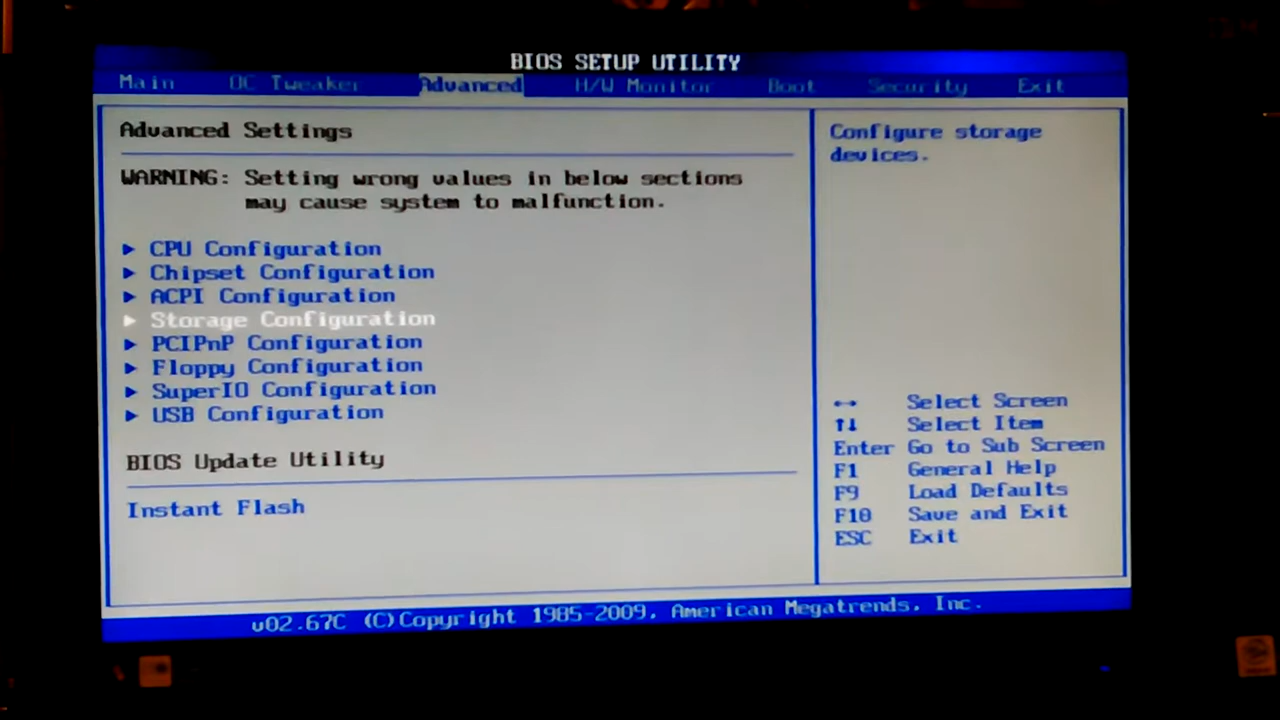 BIOS SETUP UTILITY
Main OC Tweaker Advanced H/W Monitor Boot Security Exit
Advanced Settings
WARNING: Setting wrong values in below sections
may cause system to malfunction.
▶ CPU Configuration
▶ Chipset Configuration
▶ ACPI Configuration
▶ Storage Configuration
▶ PCIPnP Configuration
▶ Floppy Configuration
▶ SuperIO Configuration
▶ USB Configuration
BIOS Update Utility
Instant Flash
Configure storage
devices.
↔ Select Screen
↑↓ Select Item
Enter Go to Sub Screen
F1 General Help
F9 Load Defaults
F10 Save and Exit
ESC Exit
v02.67C (C)Copyright 1985-2009, American Megatrends, Inc.